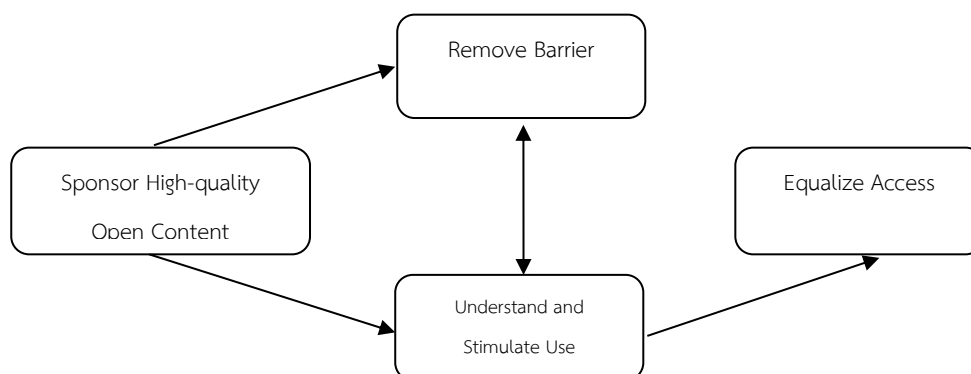 Remove Barrier
Sponsor High-quality
Open Content
Equalize Access
Understand and
Stimulate Use